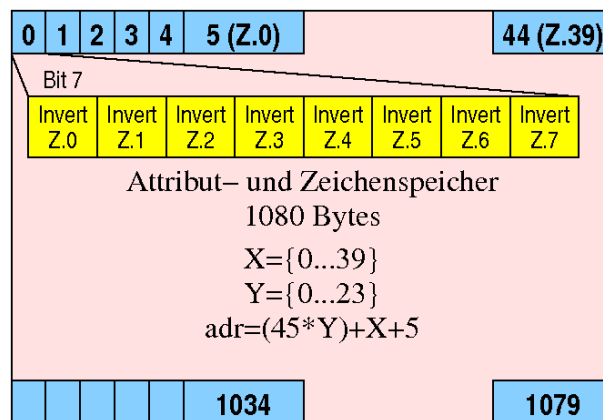 0 1 2 3 4 5 (Z.0) 44 (Z.39)
Bit 7
Invert Invert Invert Invert Invert Invert Invert Invert
Z.0 Z.1 Z.2 Z.3 Z.4 Z.5 Z.6 Z.7
Attribut– und Zeichenspeicher
1080 Bytes
X={0...39}
Y={0...23}
adr=(45*Y)+X+5
1034 1079